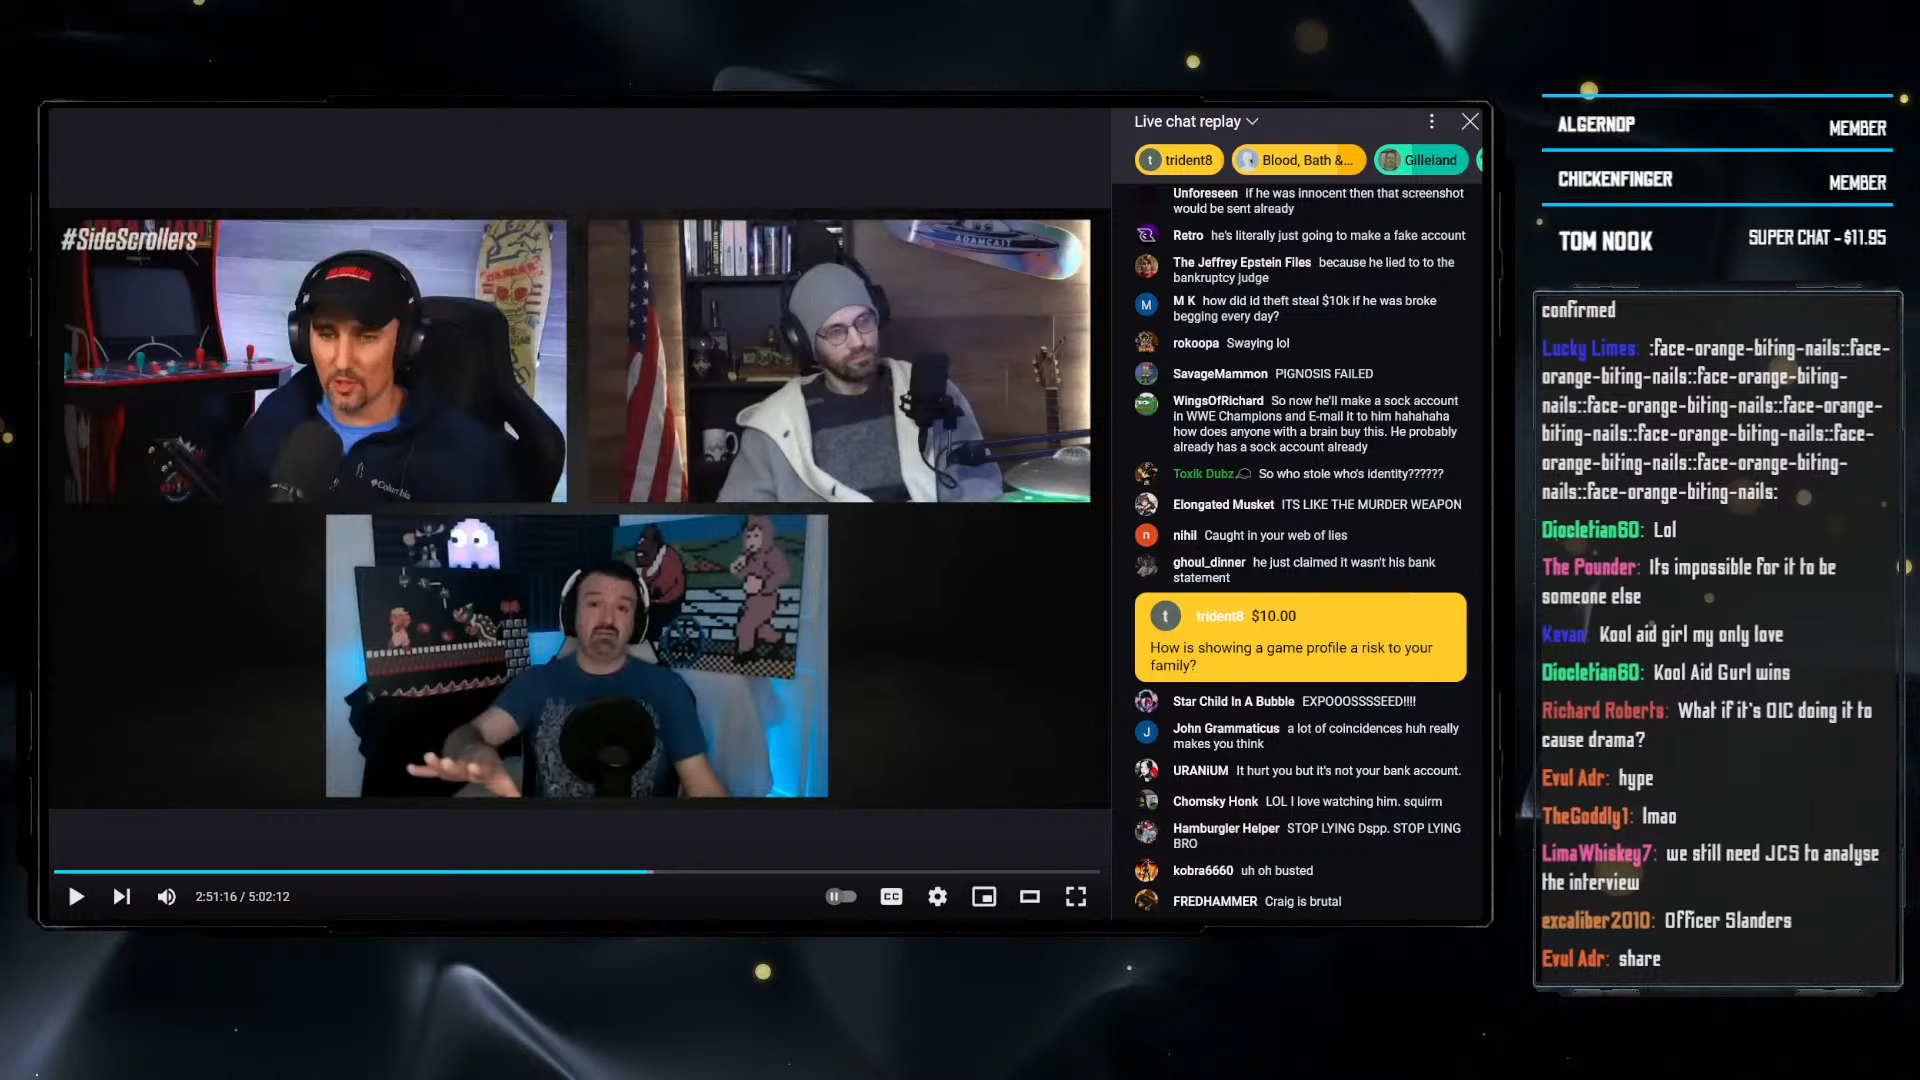 #SideScrollers
ADAMCAST
Columbia
2:51:16 / 5:02:12
CC
Live chat replay
t trident8
Blood, Bath &...
Gilleland
Unforeseen If he was innocent then that screenshot
would be sent already
Retro he's literally just going to make a fake account
The Jeffrey Epstein Files because he lied to to the
bankruptcy judge
M
M K how did id theft steal $10k if he was broke
begging every day?
rokoopa Swaying lol
SavageMammon PIGNOSIS FAILED
WingsOfRichard So now he'll make a sock account
in WWE Champions and E-mail it to him hahahaha
how does anyone with a brain buy this. He probably
already has a sock account already
Toxik Dubz So who stole who's identity??????
Elongated Musket ITS LIKE THE MURDER WEAPON
n nihil Caught in your web of lies
ghoul_dinner he just claimed it wasn't his bank
statement
t trident8 $10.00
How is showing a game profile a risk to your
family?
Star Child In A Bubble EXPOOOSSSSEED!!!!
J
John Grammaticus a lot of coincidences huh really
makes you think
URANiUM It hurt you but it's not your bank account.
Chomsky Honk LOL I love watching him. squirm
Hamburgler Helper STOP LYING Dspp. STOP LYING
BRO
kobra6660 uh oh busted
FREDHAMMER Craig is brutal
ALGERNOP MEMBER
CHICKENFINGER MEMBER
TOM NOOK SUPER CHAT - $11.95
confirmed
Lucky Limes: :face-orange-biting-nails::face-
orange-biting-nails::face-orange-biting-
nails::face-orange-biting-nails::face-orange-
biting-nails::face-orange-biting-nails::face-
orange-biting-nails::face-orange-biting-
nails::face-orange-biting-nails:
Diocletian60: Lol
The Pounder: Its impossible for it to be
someone else
Kevan: Kool aid girl my only love
Diocletian60: Kool Aid Gurl wins
Richard Roberts: What if it's OIC doing it to
cause drama?
Evul Adr: hype
TheGoddly1: lmao
LimaWhiskey7: we still need JCS to analyse
the interview
excaliber2010: Officer Slanders
Evul Adr: share